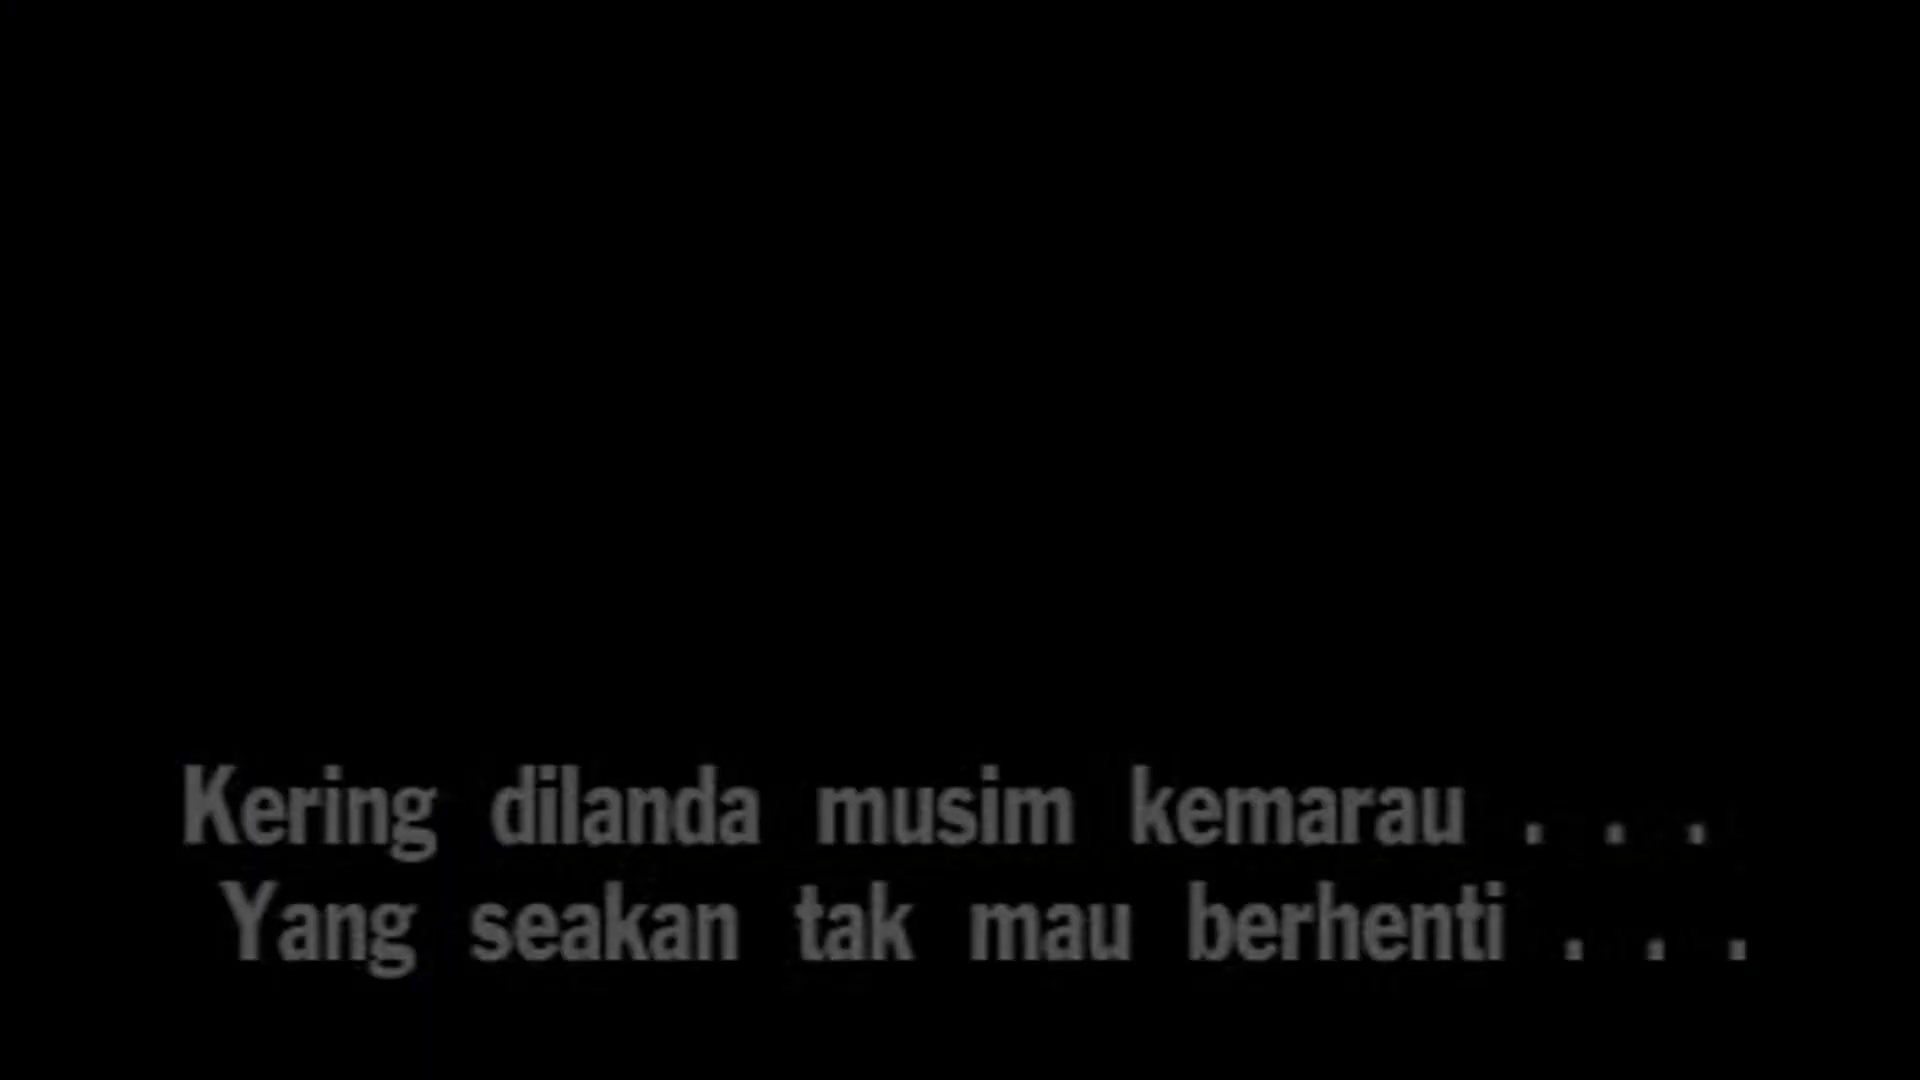 Kering dilanda musim kemarau . . .
Yang seakan tak mau berhenti . . .